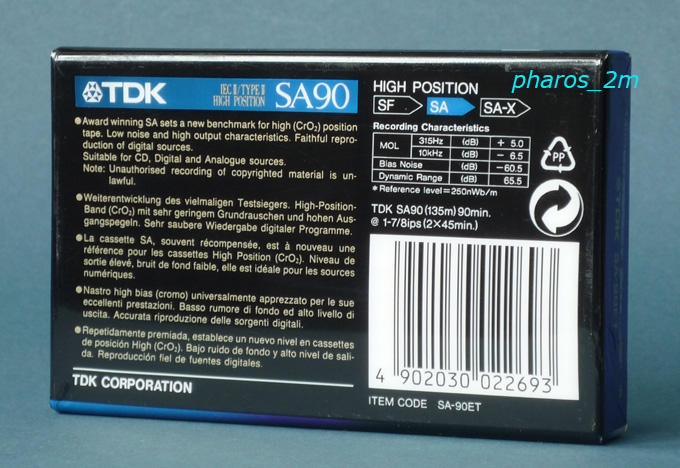 pharos_2m
TDK
IEC II/TYPE II
HIGH POSITION
SA90
●Award winning SA sets a new benchmark for high (CrO₂) position
tape. Low noise and high output characteristics. Faithful repro-
duction of digital sources.
Suitable for CD, Digital and Analogue sources.
Note: Unauthorised recording of copyrighted material is un-
lawful.
●Weiterentwicklung des vielmaligen Testsiegers. High-Position-
Band (CrO₂) mit sehr geringem Grundrauschen und hohen Aus-
gangspegeln. Sehr saubere Wiedergabe digitaler Programme.
●La cassette SA, souvent récompensée, est à nouveau une
référence pour les cassettes High Position (CrO₂). Niveau de
sortie élevé, bruit de fond faible, elle est idéale pour les sources
numériques.
●Nastro high bias (cromo) universalmente apprezzato per le sue
eccellenti prestazioni. Basso rumore di fondo ed alto livello di
uscita. Accurata riproduzione delle sorgenti digitali.
●Repetidamente premiada, establece un nuevo nivel en cassettes
de posición High (CrO₂). Bajo ruido de fondo y alto nivel de sali-
da. Reproducción fiel de fuentes digitales.
TDK CORPORATION
HIGH POSITION
SF SA SA-X
Recording Characteristics
MOL 315Hz (dB) + 5.0
10kHz (dB) − 6.5
Bias Noise (dB) −60.5
Dynamic Range (dB) 65.5
*Reference level=250nWb/m
TDK SA90 (135m) 90min.
@ 1-7/8ips (2×45min.)
PP
4 902030 022693
ITEM CODE SA-90ET